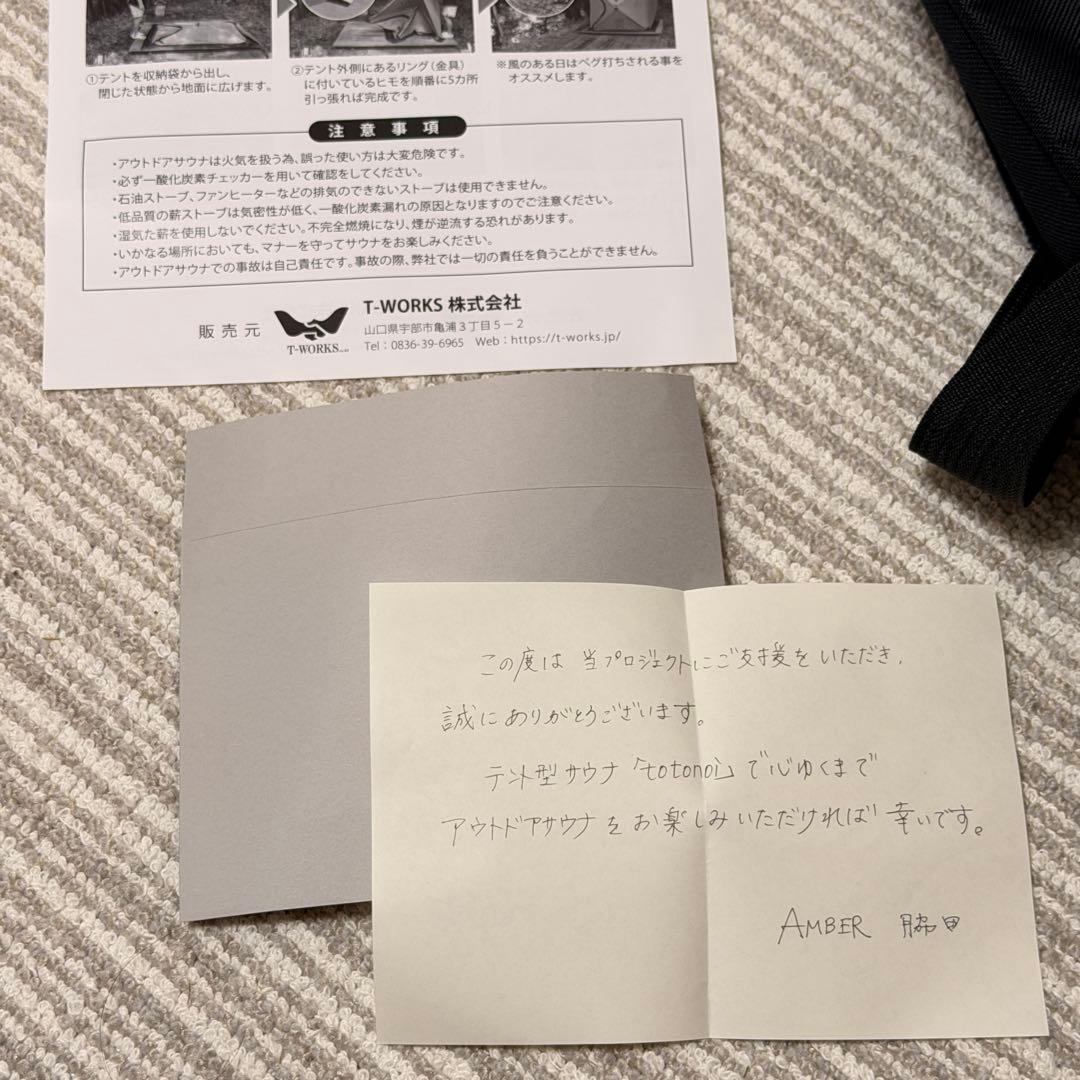 ①テントを収納袋から出し、
閉じた状態から地面に広げます。
②テント外側にあるリング(金具)
に付いているヒモを順番に5カ所
引っ張れば完成です。
※風のある日はペグ打ちされる事を
オススメします。
注意事項
・アウトドアサウナは火気を扱う為、誤った使い方は大変危険です。
・必ず一酸化炭素チェッカーを用いて確認をしてください。
・石油ストーブ、ファンヒーターなどの排気のできないストーブは使用できません。
・低品質の薪ストーブは気密性が低く、一酸化炭素漏れの原因となりますのでご注意ください。
・湿気た薪を使用しないでください。不完全燃焼になり、煙が逆流する恐れがあります。
・いかなる場所においても、マナーを守ってサウナをお楽しみください。
・アウトドアサウナでの事故は自己責任です。事故の際、弊社では一切の責任を負うことができません。
販売元
T-WORKS
T-WORKS 株式会社
山口県宇部市亀浦3丁目5-2
Tel:0836-39-6965 Web:https://t-works.jp/
この度は当プロジェクトにご支援をいただき、
誠にありがとうございます。
テント型サウナ「totonoi」で心ゆくまで
アウトドアサウナをお楽しみいただければ幸いです。
AMBER 脇田